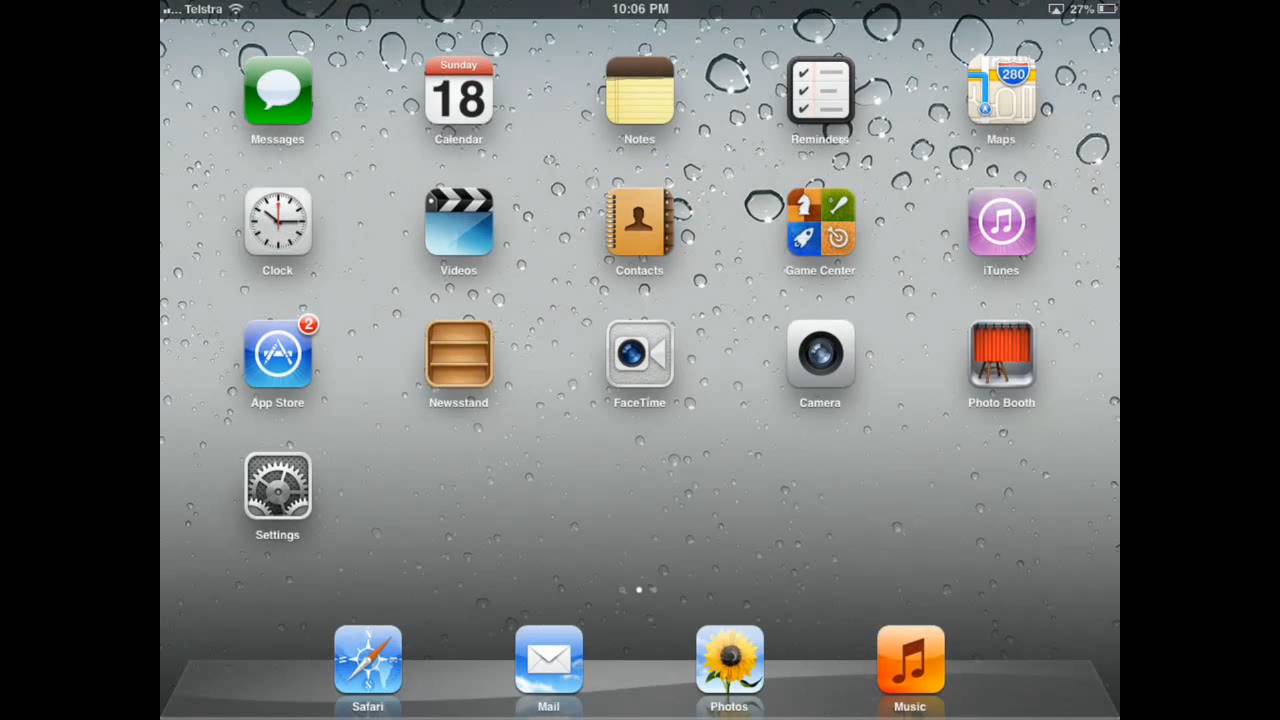 Telstra 10:06 PM 27%
Sunday 280
18
Messages Calendar Notes Reminders Maps
Clock Videos Contacts Game Center iTunes
2
App Store Newsstand FaceTime Camera Photo Booth
Settings
Safari Mail Photos Music